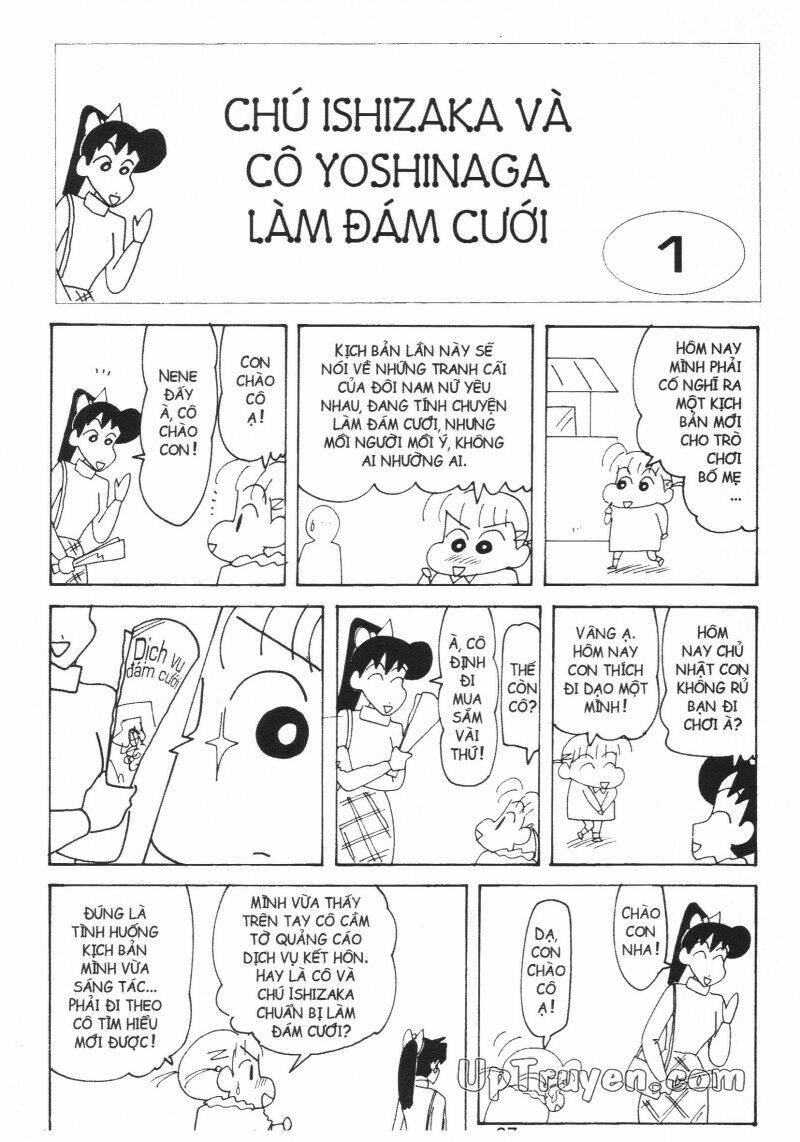 CHÚ ISHIZAKA VÀ
CÔ YOSHINAGA
LÀM ĐÁM CƯỚI
1
HÔM NAY
MÌNH PHẢI
CỐ NGHĨ RA
MỘT KỊCH
BẢN MỚI
CHO TRÒ
CHƠI
BỐ MẸ
...
KỊCH BẢN LẦN NÀY SẼ
NÓI VỀ NHỮNG TRANH CÃI
CỦA ĐÔI NAM NỮ YÊU
NHAU, ĐANG TÍNH CHUYỆN
LÀM ĐÁM CƯỚI, NHƯNG
MỖI NGƯỜI MỖI Ý, KHÔNG
AI NHƯỜNG AI.
CON
CHÀO
CÔ
Ạ!
NENE
ĐẤY
À, CÔ
CHÀO
CON!
HÔM
NAY CHỦ
NHẬT CON
KHÔNG RỦ
BẠN ĐI
CHƠI À?
VÂNG Ạ.
HÔM NAY
CON THÍCH
ĐI DẠO MỘT
MÌNH!
THẾ
CÒN
CÔ?
À, CÔ
ĐỊNH
ĐI
MUA
SẮM
VÀI
THỨ!
Dịch vụ
đám cưới
CHÀO
CON
NHA!
DẠ,
CON
CHÀO
CÔ
Ạ!
MÌNH VỪA THẤY
TRÊN TAY CÔ CẦM
TỜ QUẢNG CÁO
DỊCH VỤ KẾT HÔN.
HAY LÀ CÔ VÀ
CHÚ ISHIZAKA
CHUẨN BỊ LÀM
ĐÁM CƯỚI?
ĐÚNG LÀ
TÌNH HUỐNG
KỊCH BẢN
MÌNH VỪA
SÁNG TÁC...
PHẢI ĐI THEO
CÔ TÌM HIỂU
MỚI ĐƯỢC!
UpTruyen.com